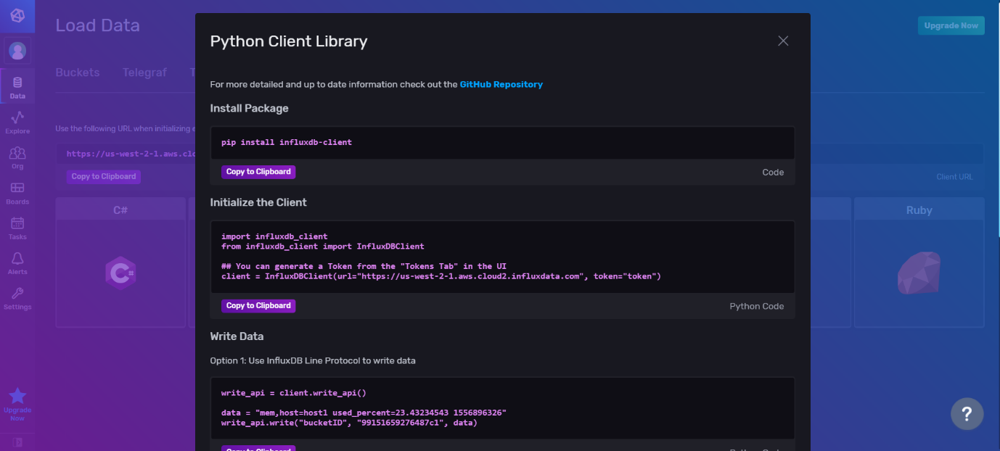 Load Data
Upgrade Now
Python Client Library
Buckets
Telegraf
For more detailed and up to date information check out the GitHub Repository
Data
Install Package
Explore
Use the following URL when initializing
pip install influxdb-client
https://us-west-2-1.aws.clo
Org
Copy to Clipboard
Code
Copy to Clipboard
Client URL
Boards
Initialize the Client
C#
Ruby
Tasks
import influxdb_client
from influxdb_client import InfluxDBClient
## You can generate a Token from the "Tokens Tab" in the UI
client = InfluxDBClient(url="https://us-west-2-1.aws.cloud2.influxdata.com", token="token")
Alerts
C#
Settings
Copy to Clipboard
Python Code
Write Data
Option 1: Use InfluxDB Line Protocol to write data
write_api = client.write_api()
data = "mem,host=host1 used_percent=23.43234543 1556896326"
write_api.write("bucketID", "99151659276487c1", data)
Upgrade
Now
?
Copy to Clipboard
Python Code